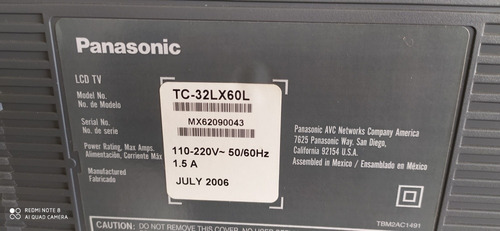 Panasonic
LCD TV
Model No.
No. de Modelo
TC-32LX60L
Serial No.
No. de serie
MX62090043
Power Rating, Max Amps.
Alimentación, Corriente Máx
110-220V~ 50/60Hz
1.5 A
Manufactured
Fabricado
JULY 2006
Panasonic AVC Networks Company America
7625 Panasonic Way, San Diego,
California 92154 U.S.A.
Assembled in Mexico / Ensamblado en México
TBM2AC1491
CAUTION: DO NOT REMOVE THIS COVER. NO USER
REDMI NOTE 8
AI QUAD CAMERA